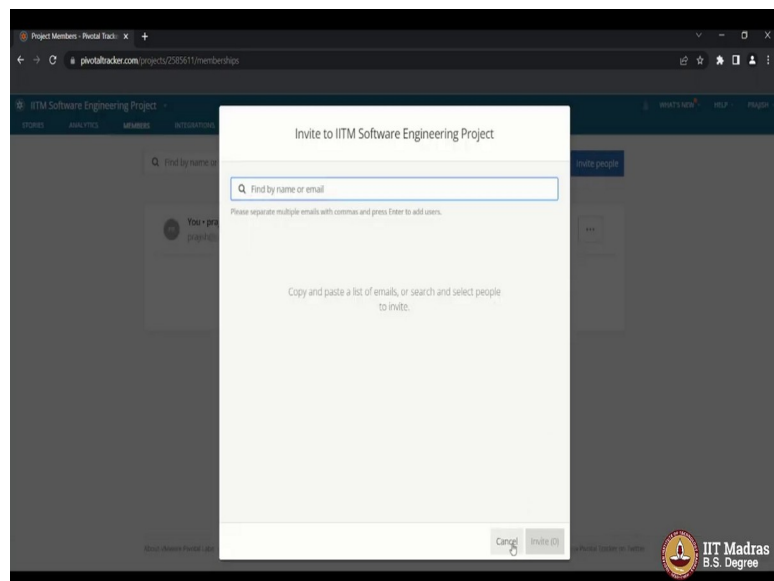 Project Members - Pivotal Track
pivotaltracker.com/projects/2585611/memberships
IITM Software Engineering Project
WHAT'S NEW
HELP
PRAJISH
STORIES
ANALYTICS
MEMBERS
INTEGRATIONS
Invite to IITM Software Engineering Project
Find by name or
invite people
Find by name or email
Please separate multiple emails with commas and press Enter to add users.
You • pra
Copy and paste a list of emails, or search and select people
to invite.
Cancel
Invite (0)
IIT Madras
B.S. Degree